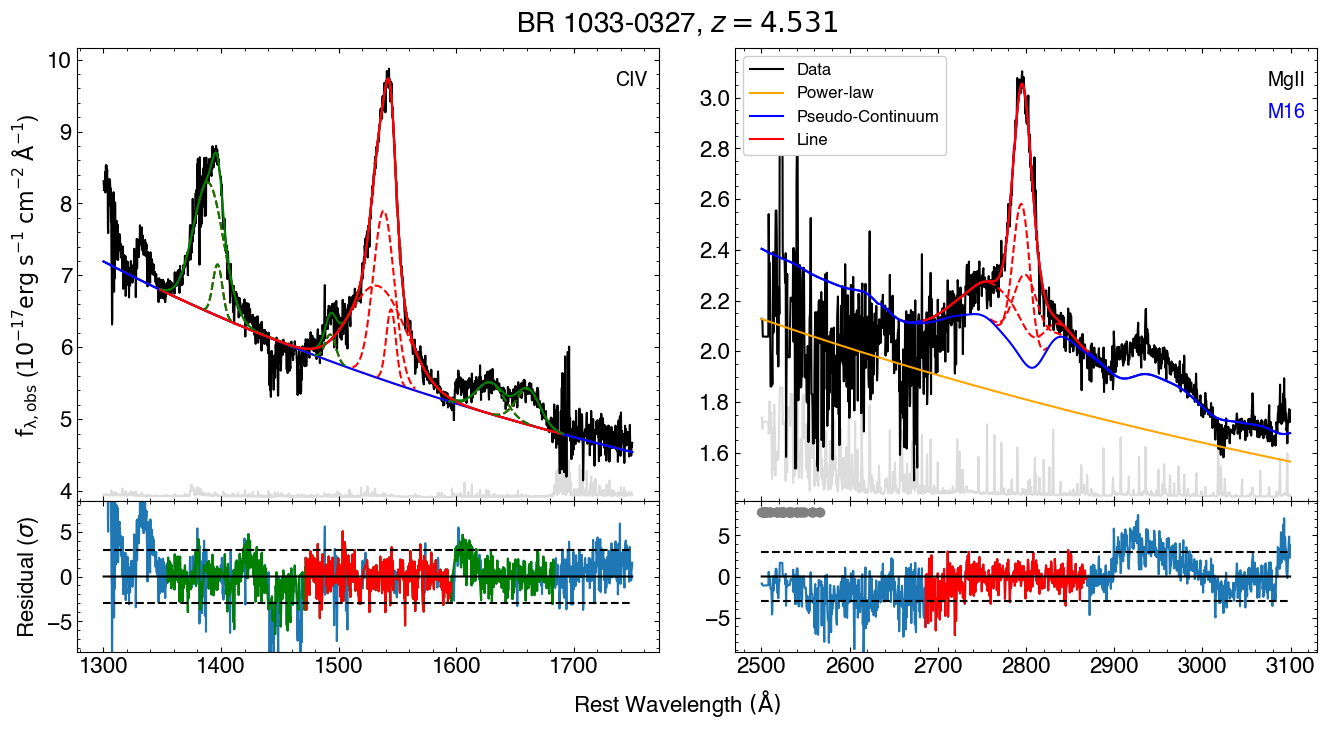 BR 1033-0327, z = 4.531
f_λ,obs (10⁻¹⁷ erg s⁻¹ cm⁻² Å⁻¹)
10
9
8
7
6
5
4
CIV
Data
Power-law
Pseudo-Continuum
Line
MgII
M16
3.0
2.8
2.6
2.4
2.2
2.0
1.8
1.6
Residual (σ)
5
0
−5
5
0
−5
1300 1400 1500 1600 1700
2500 2600 2700 2800 2900 3000 3100
Rest Wavelength (Å)